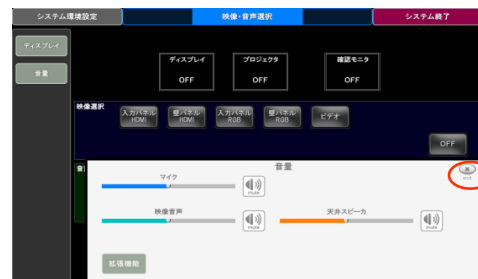 システム環境設定 映像・音声選択 システム終了
ディスプレイ
音量
ディスプレイ プロジェクタ 確認モニタ
OFF OFF OFF
映像選択
入力パネル HDMI 壁パネル HDMI 入力パネル RGB 壁パネル RGB ビデオ
OFF
音
音量
exit
マイク
mute
映像音声 天井スピーカ
mute mute
拡張機能